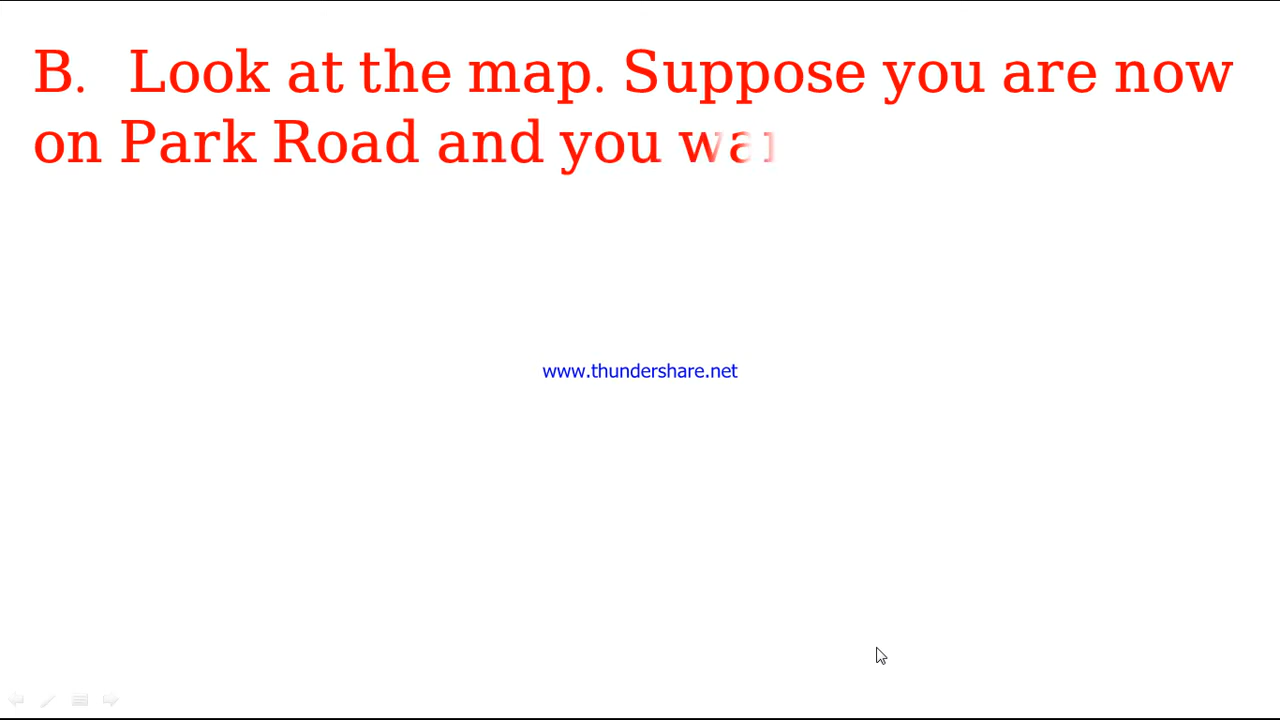 B. Look at the map. Suppose you are now
on Park Road and you
www.thundershare.net